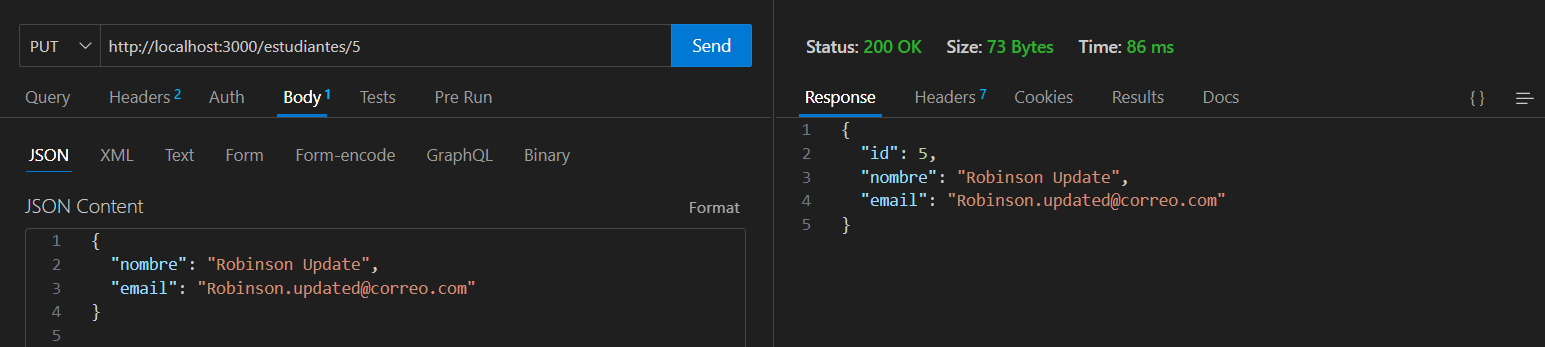 PUT http://localhost:3000/estudiantes/5 Send
Query Headers 2 Auth Body 1 Tests Pre Run
JSON XML Text Form Form-encode GraphQL Binary
JSON Content Format
1 {
2 "nombre": "Robinson Update",
3 "email": "Robinson.updated@correo.com"
4 }
5
Status: 200 OK Size: 73 Bytes Time: 86 ms
Response Headers 7 Cookies Results Docs { }
1 {
2 "id": 5,
3 "nombre": "Robinson Update",
4 "email": "Robinson.updated@correo.com"
5 }